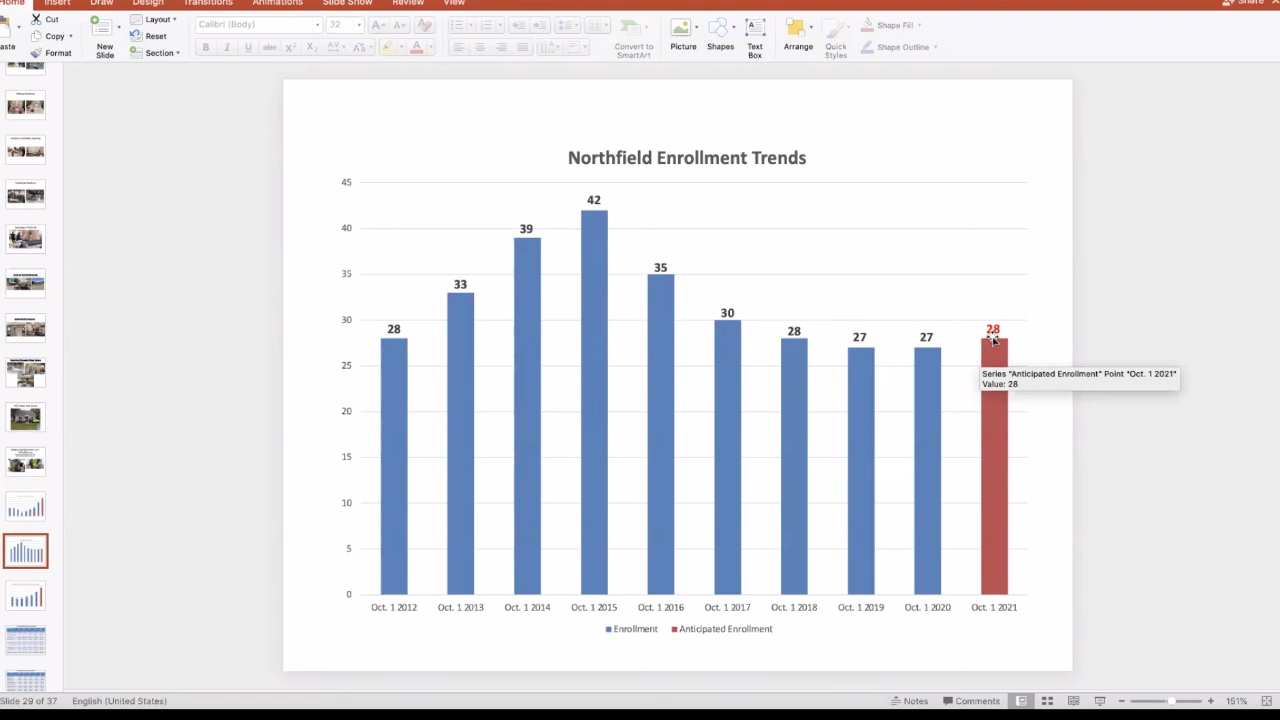 Home Insert Draw Design Transitions Animations Slide Show Review View Share
Cut Layout Calibri (Body) 32 Shape Fill
Copy Reset
Format New Slide Section Convert to SmartArt Picture Shapes Text Box Arrange Quick Styles Shape Outline
Northfield Enrollment Trends
45
40
35
30
25
20
15
10
5
0
28 33 39 42 35 30 28 27 27 28
Series "Anticipated Enrollment" Point "Oct. 1 2021"
Value: 28
Oct. 1 2012 Oct. 1 2013 Oct. 1 2014 Oct. 1 2015 Oct. 1 2016 Oct. 1 2017 Oct. 1 2018 Oct. 1 2019 Oct. 1 2020 Oct. 1 2021
Enrollment Anticipated Enrollment
Slide 29 of 37 English (United States) Notes Comments 151%